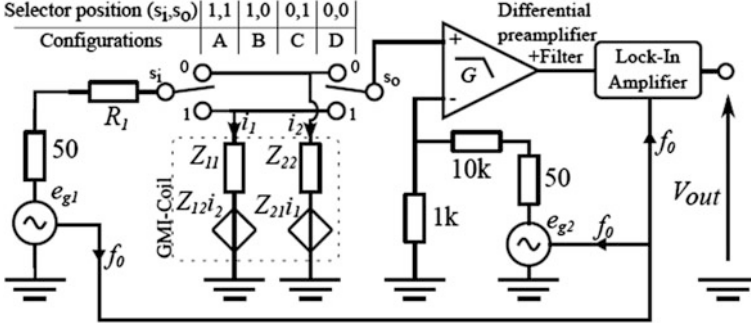 Selector position (si,so) 1,1 1,0 0,1 0,0
Configurations A B C D
Differential
preamplifier
+Filter
Lock-In
Amplifier
si 0 0 so
1 1
R1
+
G
-
i1 i2
50
Z11 Z22
10k
50
f0
eg1
Z12i2 Z21i1
GMI-Coil
1k
eg2
f0
f0
Vout